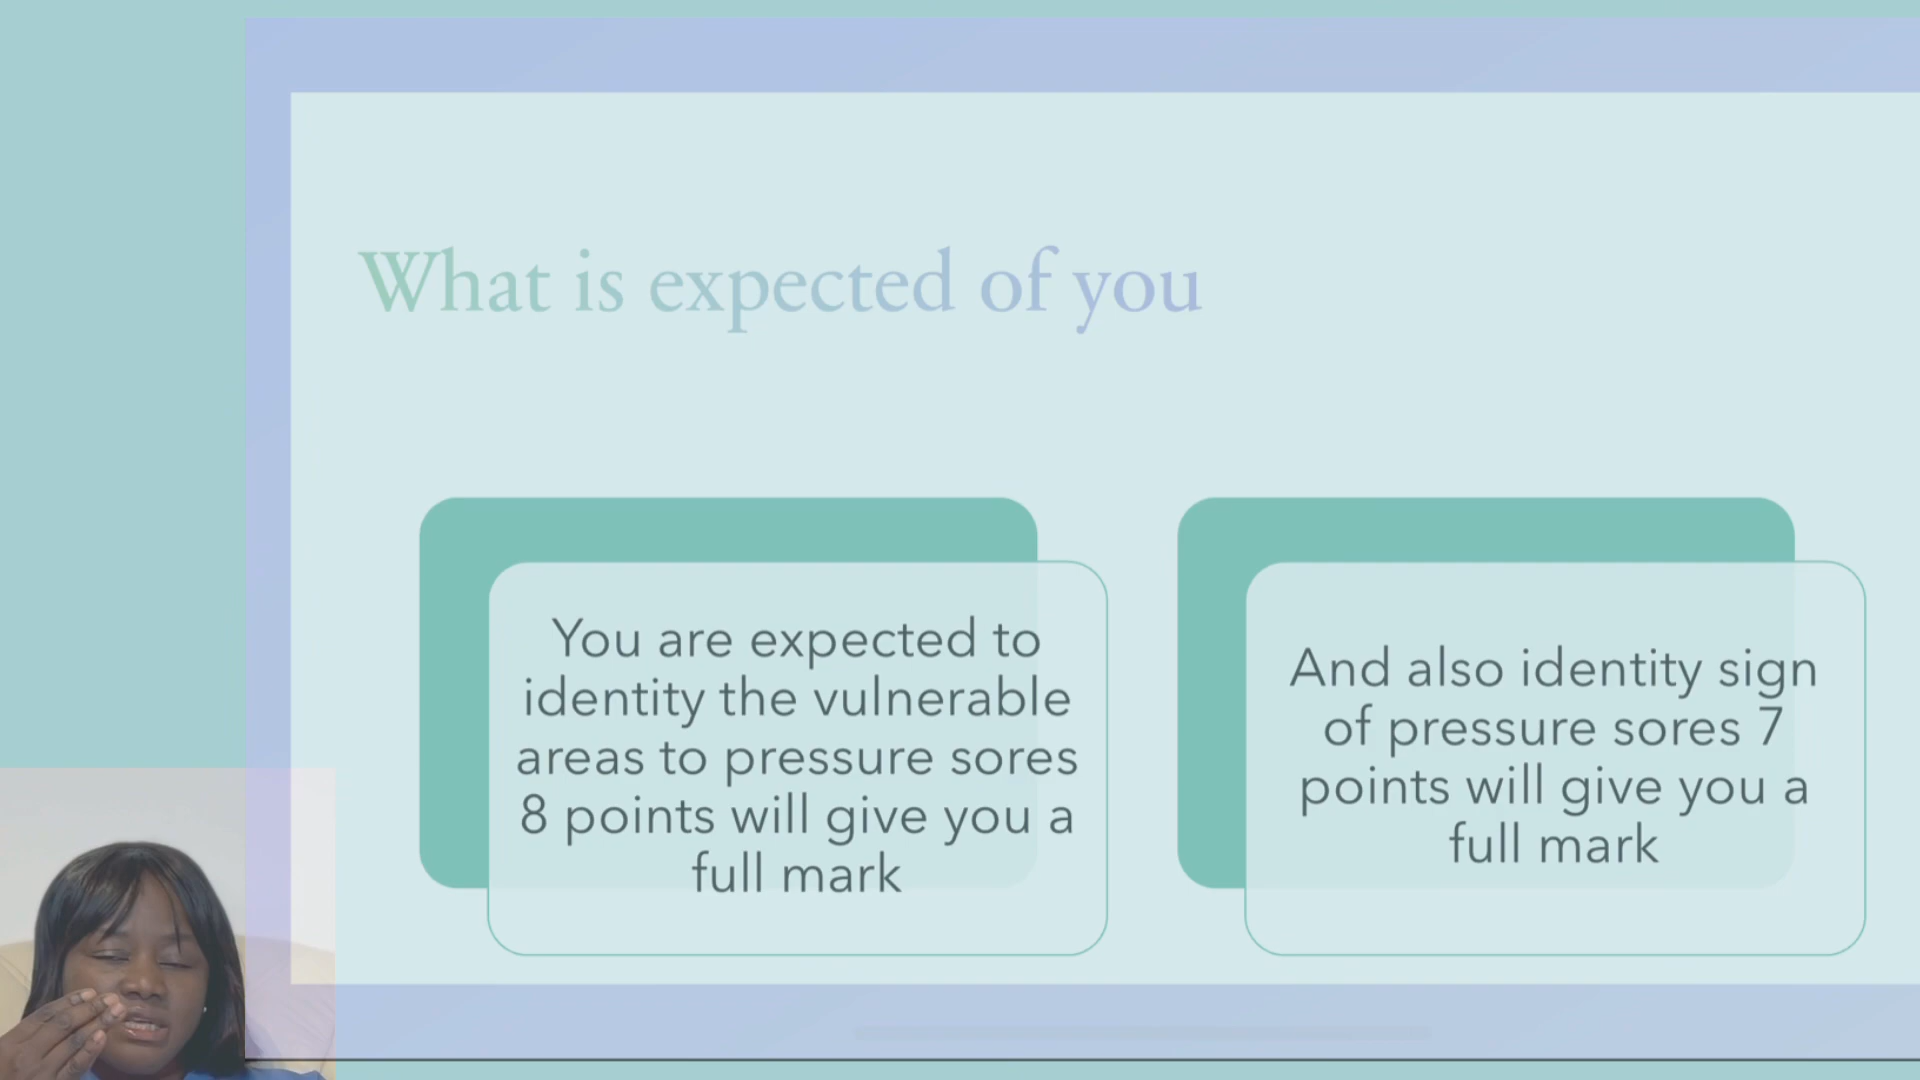 What is expected of you
You are expected to
identity the vulnerable
areas to pressure sores
8 points will give you a
full mark
And also identity sign
of pressure sores 7
points will give you a
full mark